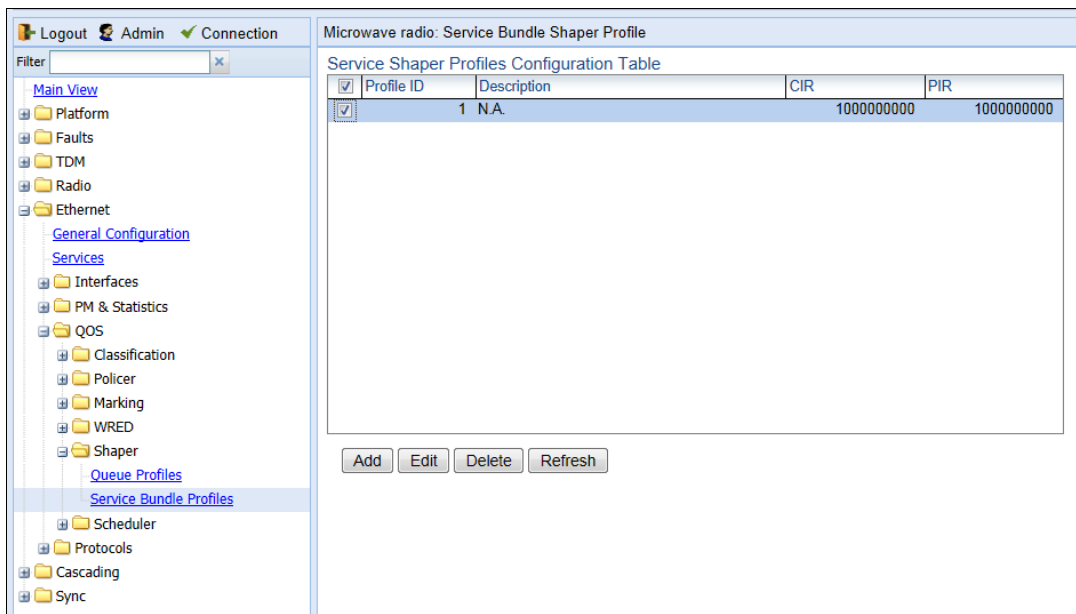 Logout Admin Connection
Filter
Main View
Platform
Faults
TDM
Radio
Ethernet
General Configuration
Services
Interfaces
PM & Statistics
QOS
Classification
Policer
Marking
WRED
Shaper
Queue Profiles
Service Bundle Profiles
Scheduler
Protocols
Cascading
Sync
Microwave radio: Service Bundle Shaper Profile
Service Shaper Profiles Configuration Table
Profile ID Description CIR PIR
1 N.A. 1000000000 1000000000
Add Edit Delete Refresh